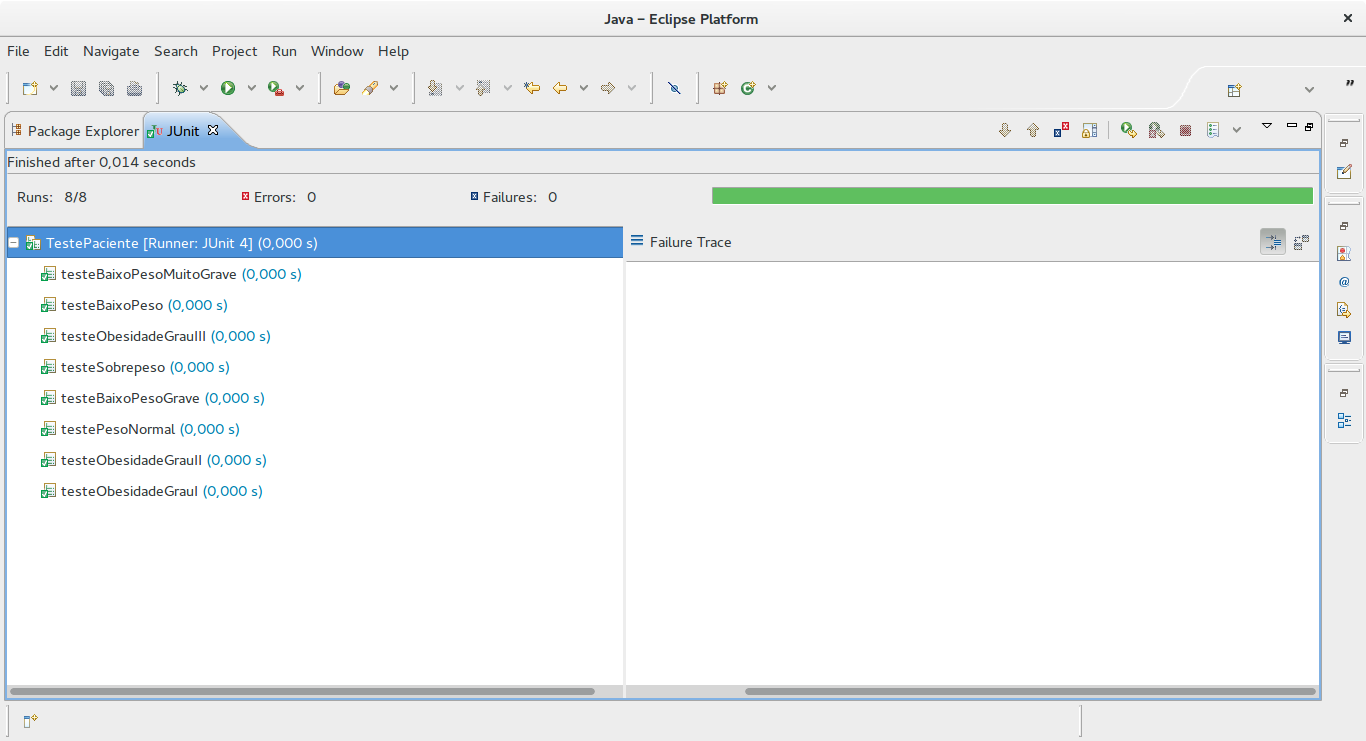 Java – Eclipse Platform
File Edit Navigate Search Project Run Window Help
Package Explorer JUnit
Finished after 0,014 seconds
Runs: 8/8 Errors: 0 Failures: 0
TestePaciente [Runner: JUnit 4] (0,000 s)
Failure Trace
testeBaixoPesoMuitoGrave (0,000 s)
testeBaixoPeso (0,000 s)
testeObesidadeGrauIII (0,000 s)
testeSobrepeso (0,000 s)
testeBaixoPesoGrave (0,000 s)
testePesoNormal (0,000 s)
testeObesidadeGrauII (0,000 s)
testeObesidadeGrauI (0,000 s)